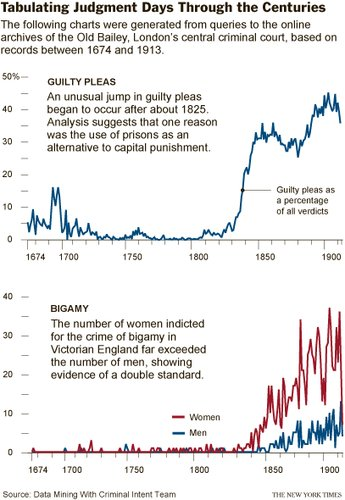 Tabulating Judgment Days Through the Centuries
The following charts were generated from queries to the online
archives of the Old Bailey, London's central criminal court, based on
records between 1674 and 1913.
50%
GUILTY PLEAS
An unusual jump in guilty pleas
began to occur after about 1825.
Analysis suggests that one reason
was the use of prisons as an
alternative to capital punishment.
40
30
20
Guilty pleas as
a percentage
of all verdicts
10
0
1674 1700 1750 1800 1850 1900
40
BIGAMY
The number of women indicted
for the crime of bigamy in
Victorian England far exceeded
the number of men, showing
evidence of a double standard.
30
20
10
Women
Men
0
1674 1700 1750 1800 1850 1900
Source: Data Mining With Criminal Intent Team
THE NEW YORK TIMES